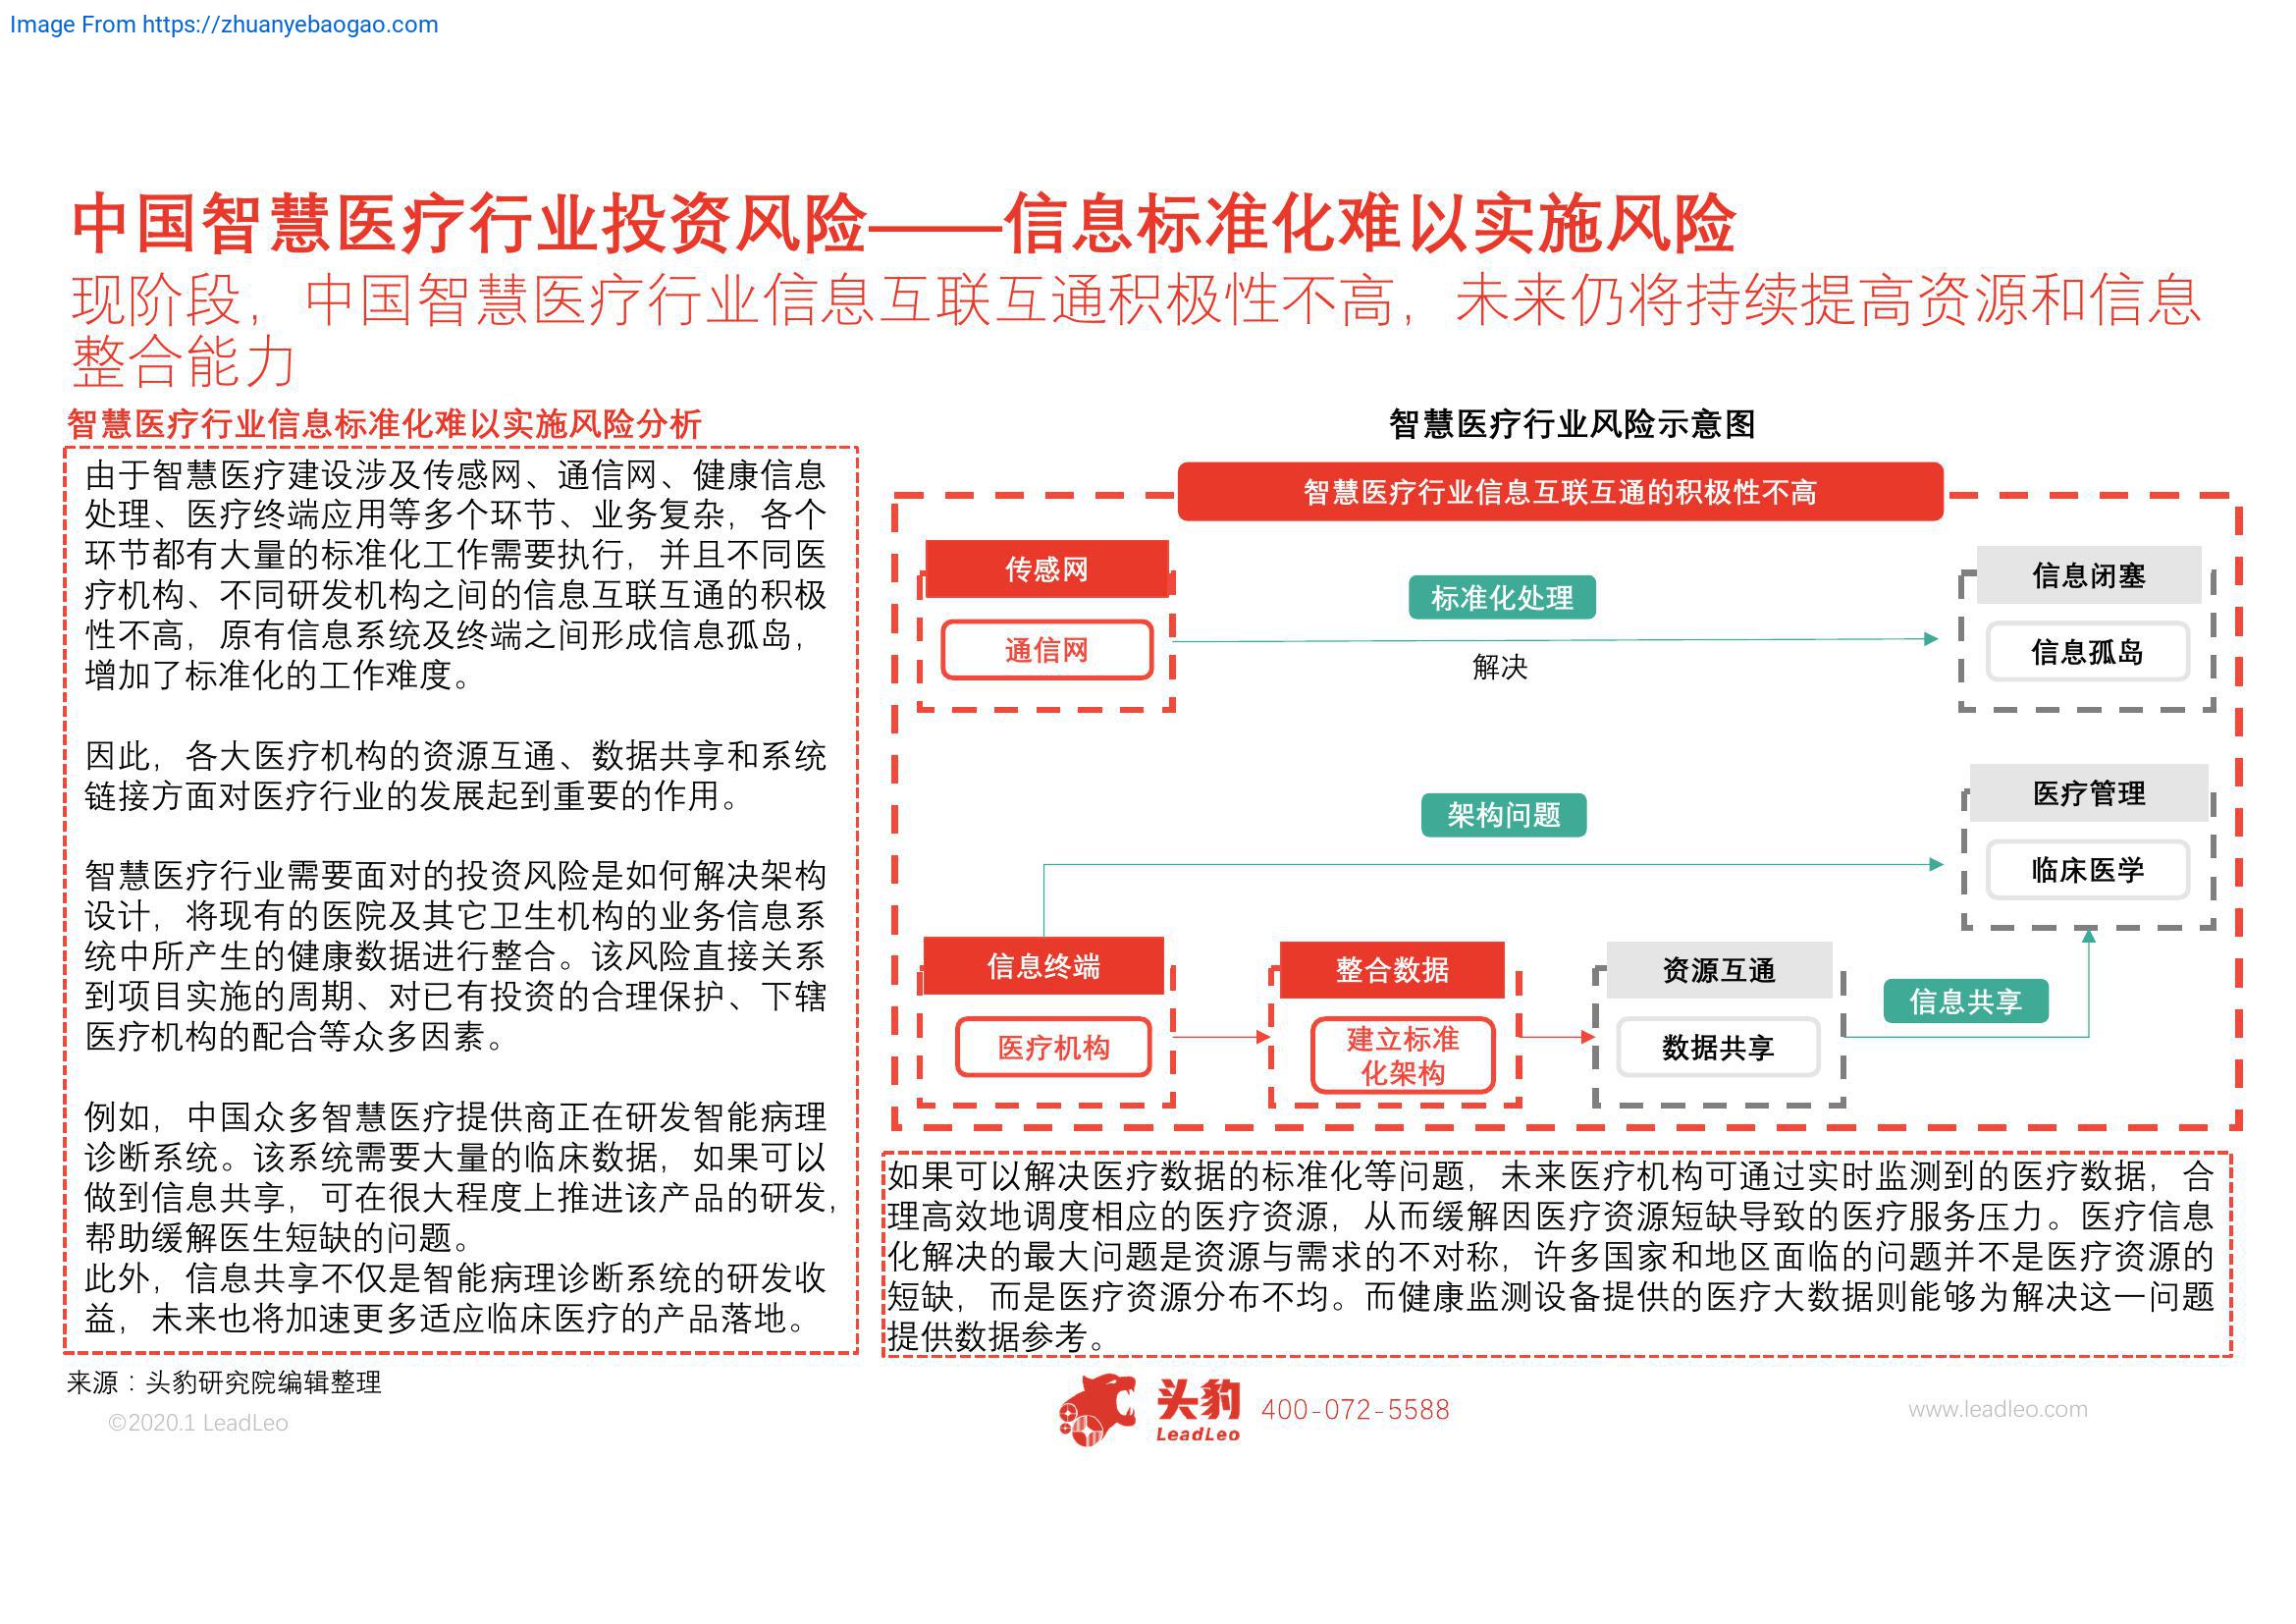 Image From https://zhuanyebaogao.com
中国智慧医疗行业投资风险——信息标准化难以实施风险
现阶段，中国智慧医疗行业信息互联互通积极性不高，未来仍将持续提高资源和信息
整合能力
智慧医疗行业信息标准化难以实施风险分析
由于智慧医疗建设涉及传感网、通信网、健康信息
处理、医疗终端应用等多个环节、业务复杂，各个
环节都有大量的标准化工作需要执行，并且不同医
疗机构、不同研发机构之间的信息互联互通的积极
性不高，原有信息系统及终端之间形成信息孤岛，
增加了标准化的工作难度。
因此，各大医疗机构的资源互通、数据共享和系统
链接方面对医疗行业的发展起到重要的作用。
智慧医疗行业需要面对的投资风险是如何解决架构
设计，将现有的医院及其它卫生机构的业务信息系
统中所产生的健康数据进行整合。该风险直接关系
到项目实施的周期、对已有投资的合理保护、下辖
医疗机构的配合等众多因素。
例如，中国众多智慧医疗提供商正在研发智能病理
诊断系统。该系统需要大量的临床数据，如果可以
做到信息共享，可在很大程度上推进该产品的研发，
帮助缓解医生短缺的问题。
此外，信息共享不仅是智能病理诊断系统的研发收
益，未来也将加速更多适应临床医疗的产品落地。
智慧医疗行业风险示意图
智慧医疗行业信息互联互通的积极性不高
传感网
通信网
标准化处理
解决
信息闭塞
信息孤岛
架构问题
医疗管理
临床医学
信息终端
医疗机构
整合数据
建立标准
化架构
资源互通
数据共享
信息共享
如果可以解决医疗数据的标准化等问题，未来医疗机构可通过实时监测到的医疗数据，合
理高效地调度相应的医疗资源，从而缓解因医疗资源短缺导致的医疗服务压力。医疗信息
化解决的最大问题是资源与需求的不对称，许多国家和地区面临的问题并不是医疗资源的
短缺，而是医疗资源分布不均。而健康监测设备提供的医疗大数据则能够为解决这一问题
提供数据参考。
来源：头豹研究院编辑整理
©2020.1 LeadLeo
头豹
LeadLeo
400-072-5588
www.leadleo.com